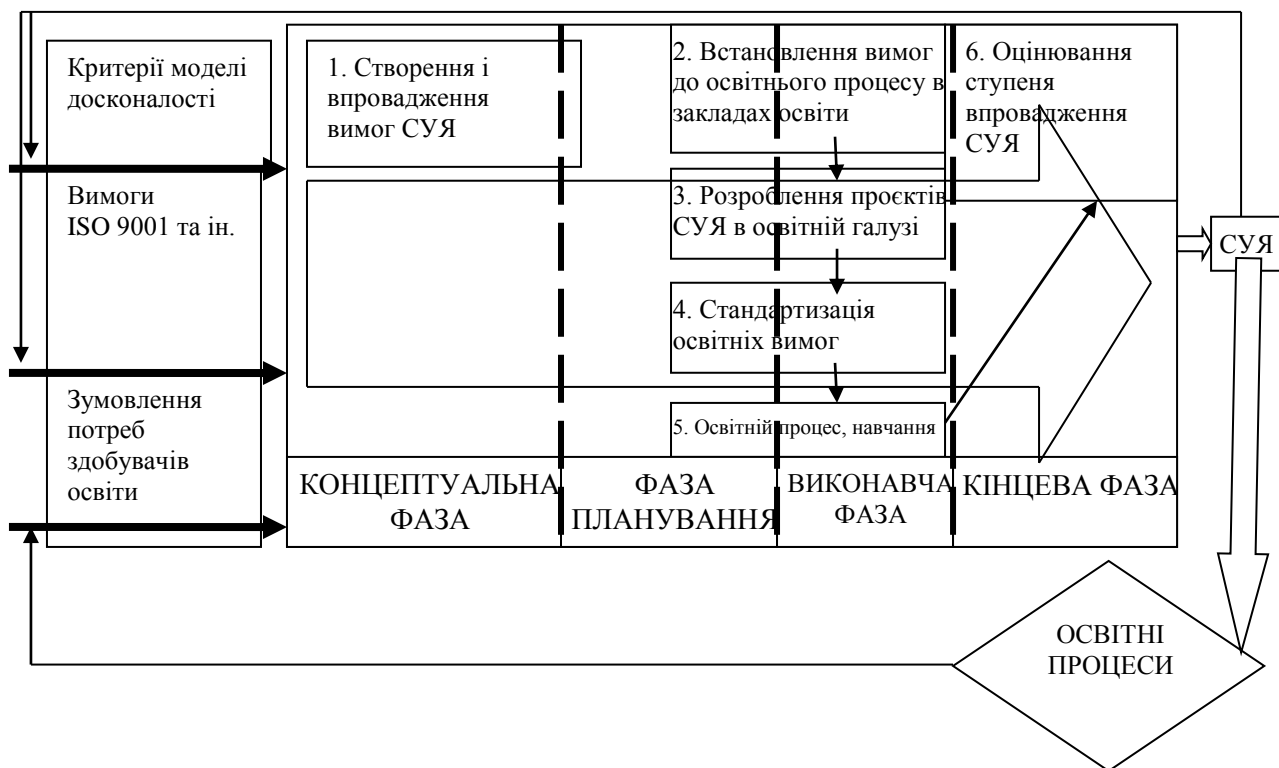 Критерії моделі
досконалості
Вимоги
ISO 9001 та ін.
Зумовлення
потреб
здобувачів
освіти
1. Створення і
впровадження
вимог СУЯ
2. Встановлення вимог
до освітнього процесу в
закладах освіти
3. Розроблення проєктів
СУЯ в освітній галузі
4. Стандартизація
освітніх вимог
5. Освітній процес, навчання
6. Оцінювання
ступеня
впровадження
СУЯ
КОНЦЕПТУАЛЬНА
ФАЗА
ФАЗА
ПЛАНУВАННЯ
ВИКОНАВЧА
ФАЗА
КІНЦЕВА ФАЗА
СУЯ
ОСВІТНІ
ПРОЦЕСИ